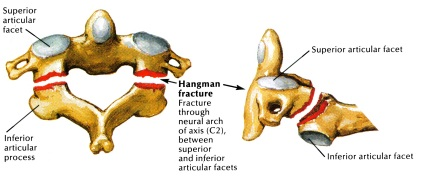 Superior
articular
facet
Inferior
articular
process
Hangman
fracture
Fracture
through
neural arch
of axis (C2),
between
superior
and inferior
articular facets
Superior articular facet
Inferior articular facet